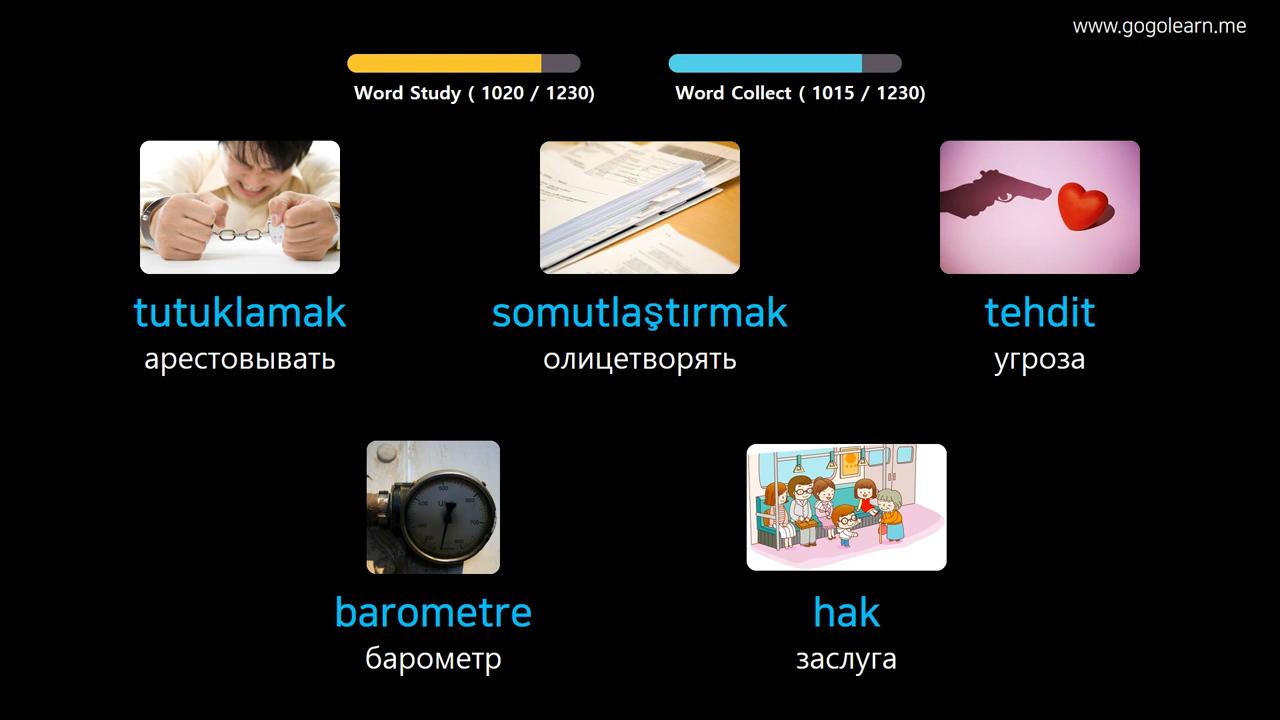 www.gogolearn.me
Word Study ( 1020 / 1230)
Word Collect ( 1015 / 1230)
tutuklamak
арестовывать
somutlaştırmak
олицетворять
tehdit
угроза
barometre
барометр
hak
заслуга